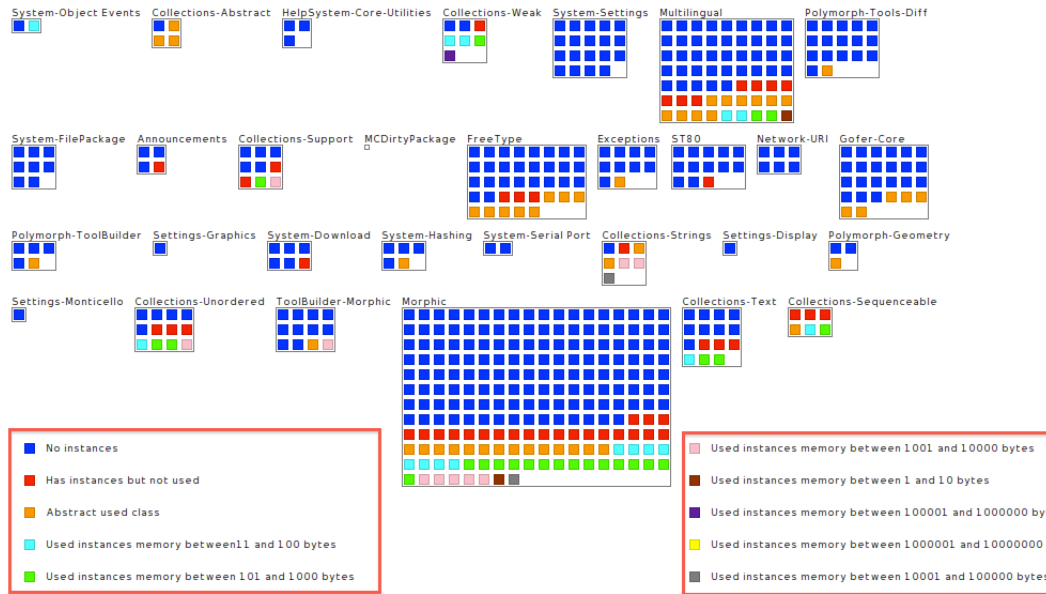 System-Object Events Collections-Abstract HelpSystem-Core-Utilities Collections-Weak System-Settings Multilingual Polymorph-Tools-Diff
System-FilePackage Announcements Collections-Support MCDirtyPackage FreeType Exceptions ST80 Network-URI Gofer-Core
Polymorph-ToolBuilder Settings-Graphics System-Download System-Hashing System-Serial Port Collections-Strings Settings-Display Polymorph-Geometry
Settings-Monticello Collections-Unordered ToolBuilder-Morphic Morphic Collections-Text Collections-Sequenceable
No instances
Has instances but not used
Abstract used class
Used instances memory between11 and 100 bytes
Used instances memory between 101 and 1000 bytes
Used instances memory between 1001 and 10000 bytes
Used instances memory between 1 and 10 bytes
Used instances memory between 100001 and 1000000 by
Used instances memory between 1000001 and 10000000
Used instances memory between 10001 and 100000 bytes